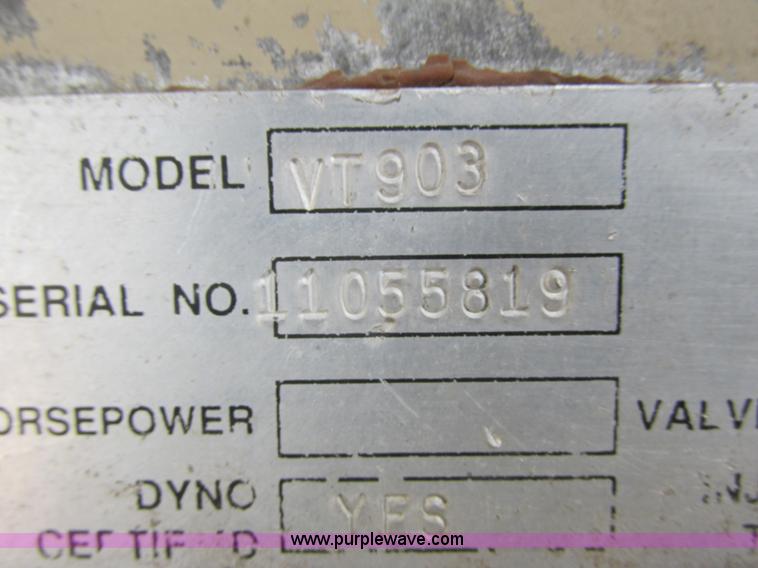 MODEL VT903
SERIAL NO. 11055819
ORSEPOWER VALV
DYNO YES
www.purplewave.com